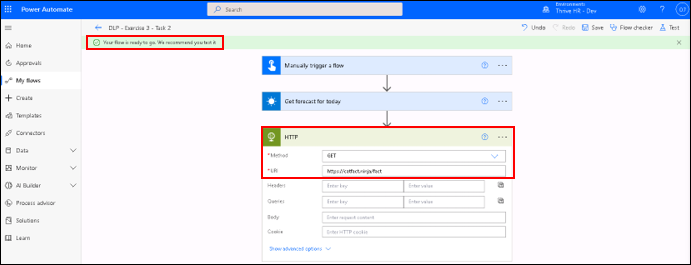 Power Automate
Search
Environments
Thrive HR - Dev
DLP - Exercise 3 - Task 2
Undo
Redo
Save
Flow checker
Test
Your flow is ready to go. We recommend you test it.
Home
Approvals
My flows
Create
Templates
Connectors
Data
Monitor
AI Builder
Process advisor
Solutions
Learn
Manually trigger a flow
Get forecast for today
HTTP
*Method
GET
*URI
https://catfact.ninja/fact
Headers
Enter key
Enter value
Queries
Enter key
Enter value
Body
Enter request content
Cookie
Enter HTTP cookie
Show advanced options